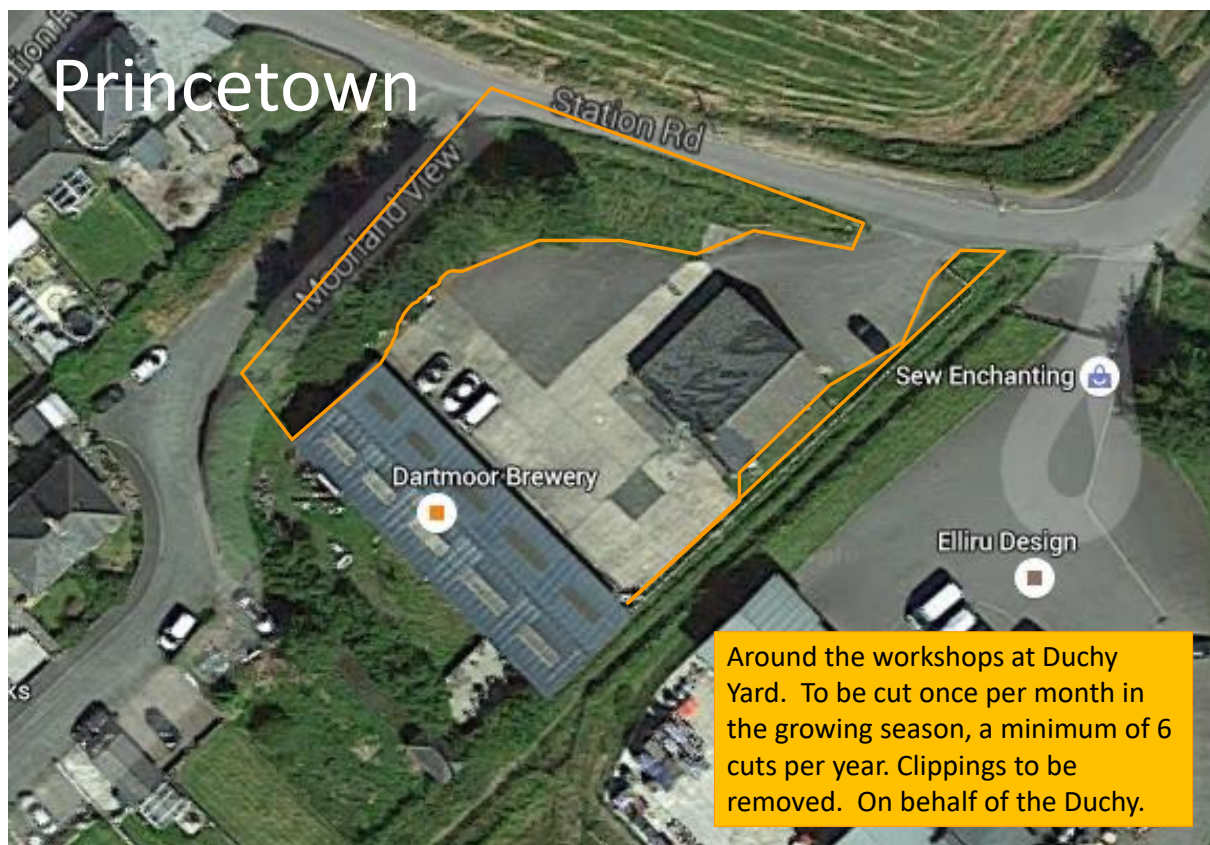 Princetown
Station Rd
Moorland View
Sew Enchanting
Dartmoor Brewery
Elliru Design
Around the workshops at Duchy
Yard.  To be cut once per month in
the growing season, a minimum of 6
cuts per year. Clippings to be
removed.  On behalf of the Duchy.